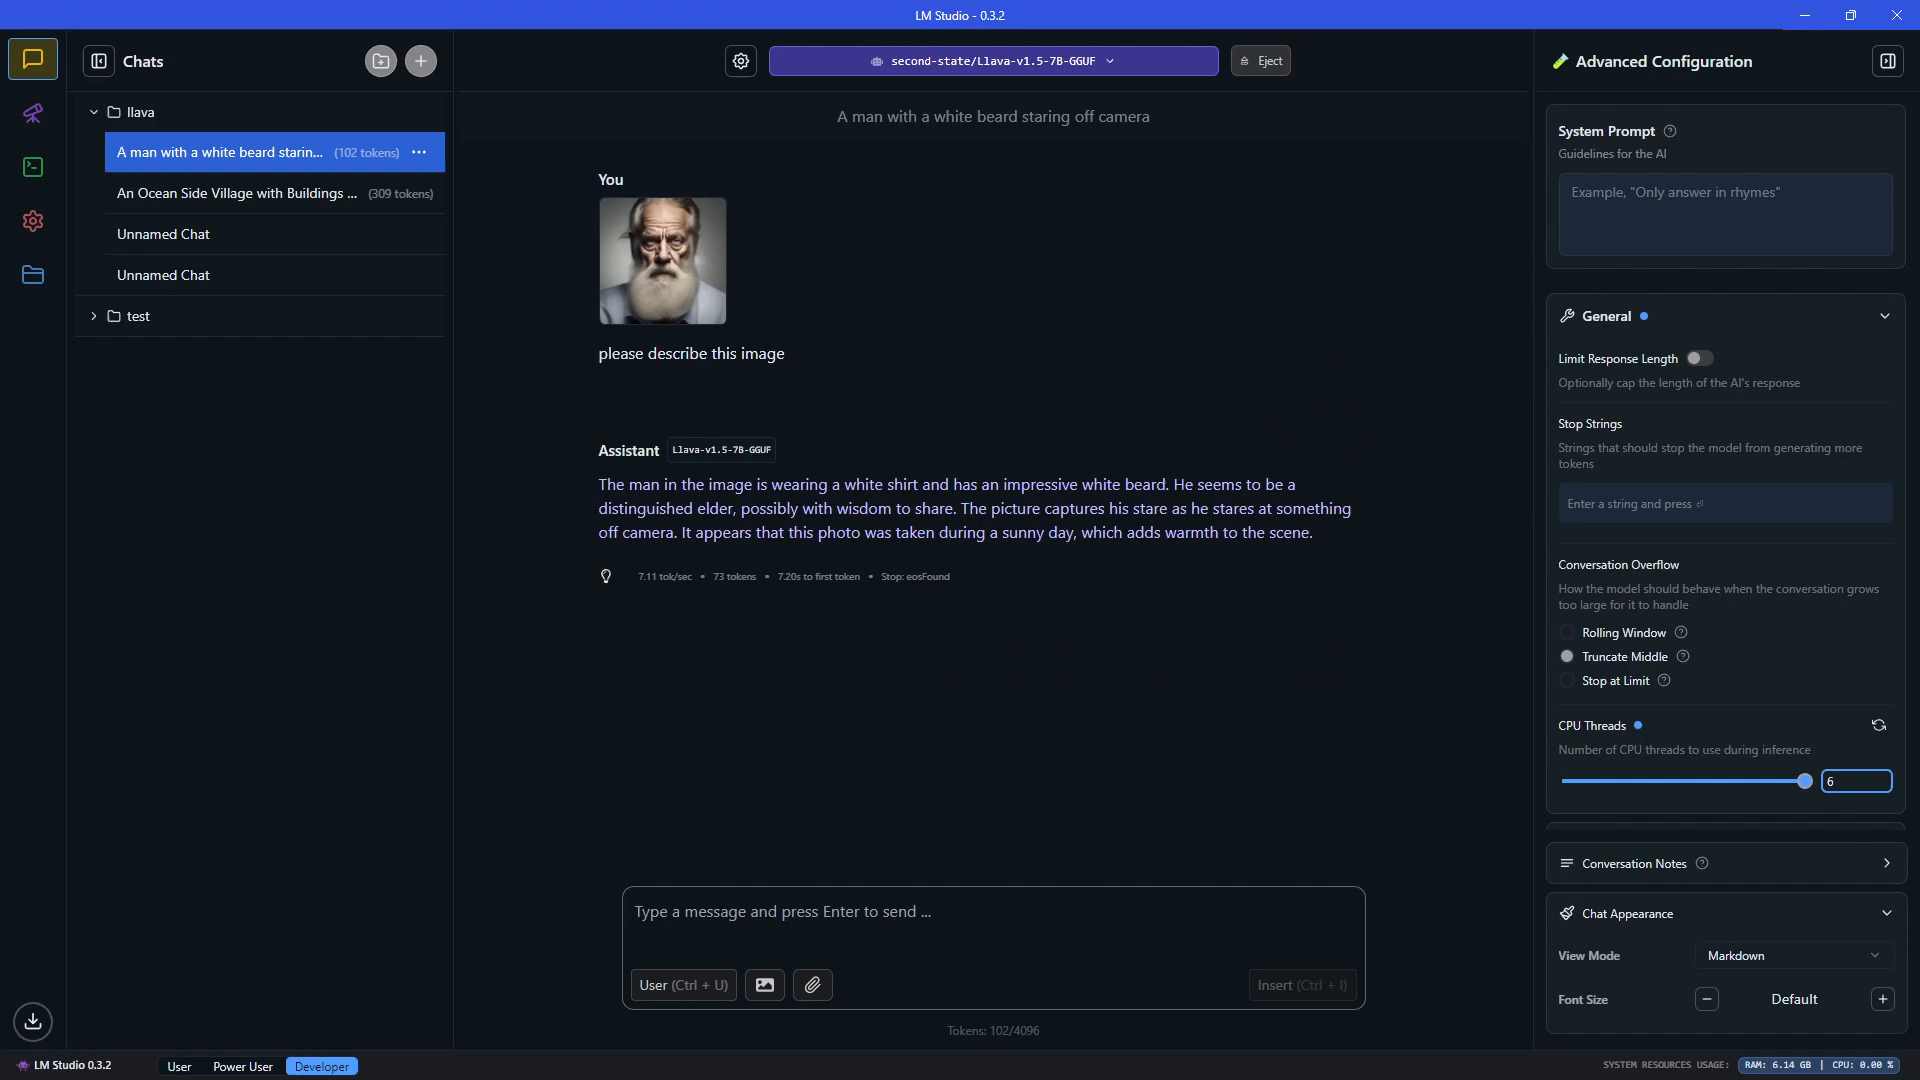 LM Studio - 0.3.2
Chats
second-state/Llava-v1.5-7B-GGUF
Eject
Advanced Configuration
llava
A man with a white beard starin... (102 tokens)
An Ocean Side Village with Buildings ... (309 tokens)
Unnamed Chat
Unnamed Chat
test
A man with a white beard staring off camera
You
please describe this image
Assistant Llava-v1.5-7B-GGUF
The man in the image is wearing a white shirt and has an impressive white beard. He seems to be a
distinguished elder, possibly with wisdom to share. The picture captures his stare as he stares at something
off camera. It appears that this photo was taken during a sunny day, which adds warmth to the scene.
7.11 tok/sec • 73 tokens • 7.20s to first token • Stop: eosFound
Type a message and press Enter to send ...
User (Ctrl + U)
Insert (Ctrl + I)
Tokens: 102/4096
System Prompt
Guidelines for the AI
Example, "Only answer in rhymes"
General
Limit Response Length
Optionally cap the length of the AI's response
Stop Strings
Strings that should stop the model from generating more
tokens
Enter a string and press ⏎
Conversation Overflow
How the model should behave when the conversation grows
too large for it to handle
Rolling Window
Truncate Middle
Stop at Limit
CPU Threads
Number of CPU threads to use during inference
6
Conversation Notes
Chat Appearance
View Mode Markdown
Font Size Default
LM Studio 0.3.2
User Power User Developer
SYSTEM RESOURCES USAGE: RAM: 6.14 GB | CPU: 0.00 %